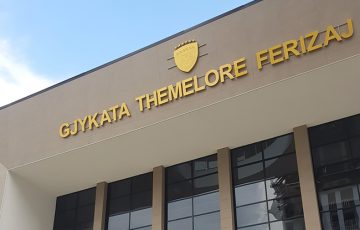 GJYKATA THEMELORE FERIZAJ